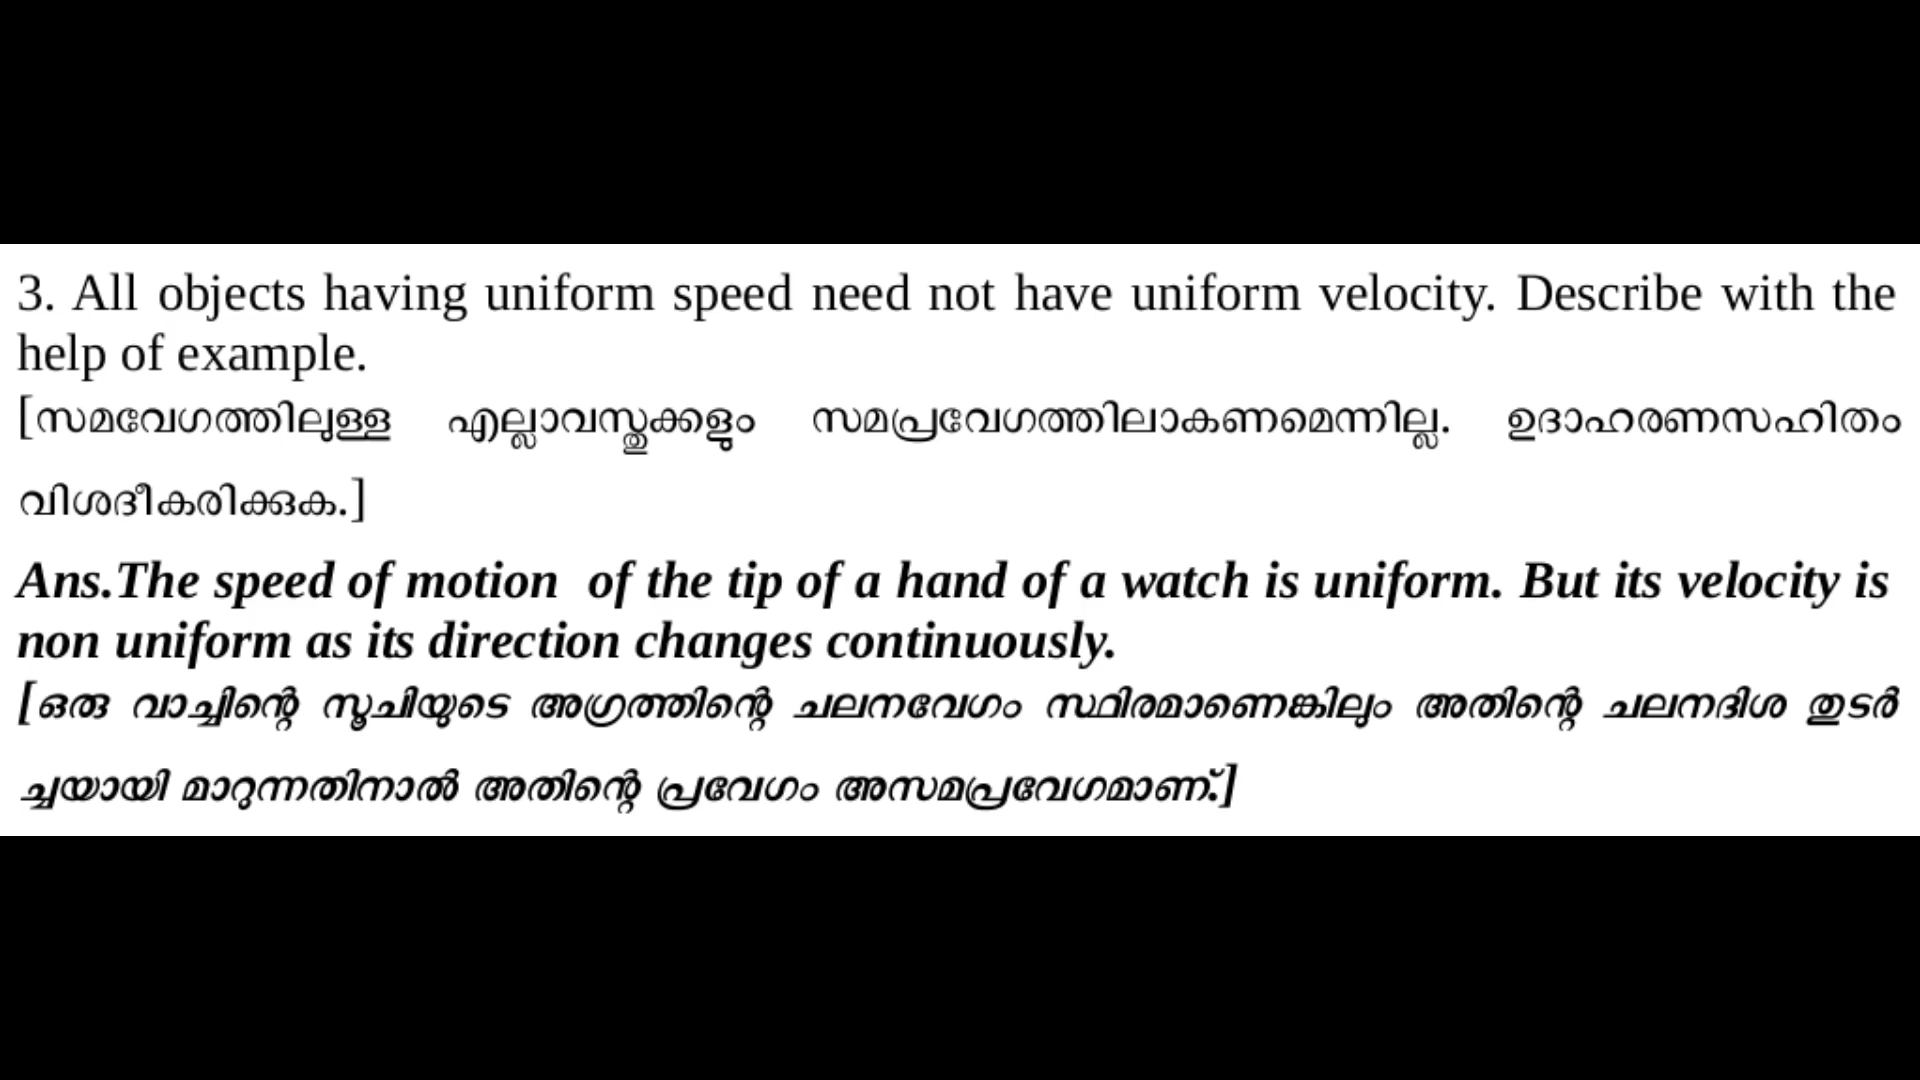 3. All objects having uniform speed need not have uniform velocity. Describe with the
help of example.
[സമവേഗത്തിലുള്ള എല്ലാവസ്തുക്കളും സമപ്രവേഗത്തിലാകണമെന്നില്ല. ഉദാഹരണസഹിതം
വിശദീകരിക്കുക.]
Ans.The speed of motion of the tip of a hand of a watch is uniform. But its velocity is
non uniform as its direction changes continuously.
[ഒരു വാച്ചിന്റെ സൂചിയുടെ അഗ്രത്തിന്റെ ചലനവേഗം സ്ഥിരമാണെങ്കിലും അതിന്റെ ചലനദിശ തുടർ
ച്ചയായി മാറുന്നതിനാൽ അതിന്റെ പ്രവേഗം അസമപ്രവേഗമാണ്.]